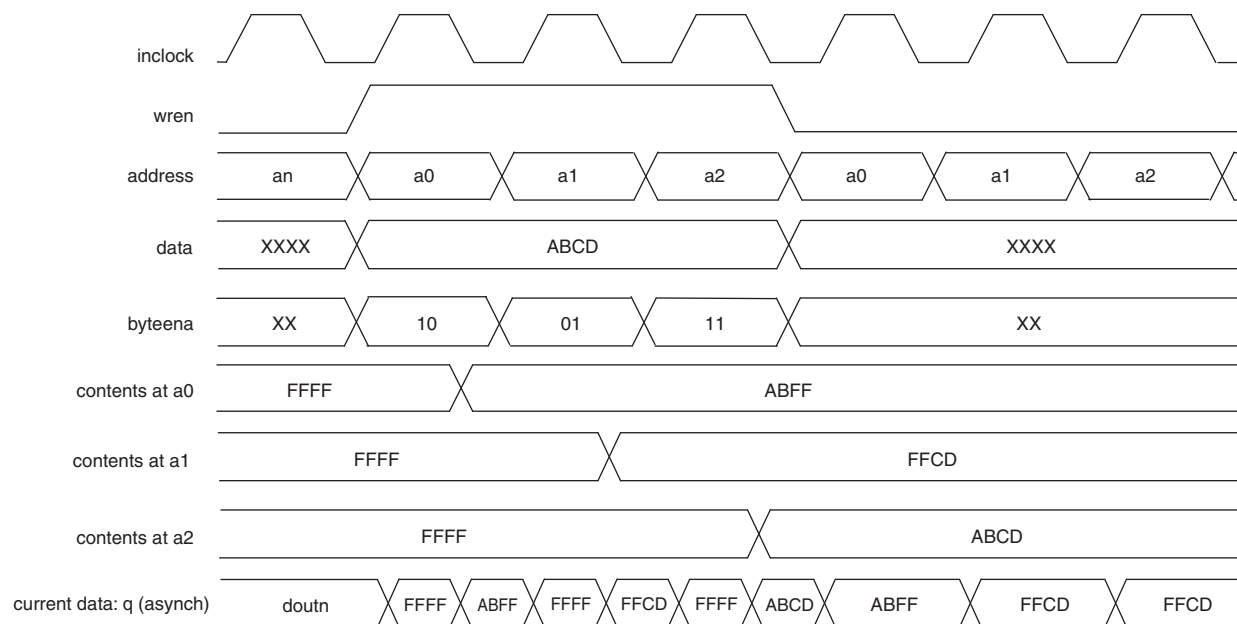 inclock
wren
address an a0 a1 a2 a0 a1 a2
data XXXX ABCD XXXX
byteena XX 10 01 11 XX
contents at a0 FFFF ABFF
contents at a1 FFFF FFCD
contents at a2 FFFF ABCD
current data: q (asynch) doutn FFFF ABFF FFFF FFCD FFFF ABCD ABFF FFCD FFCD